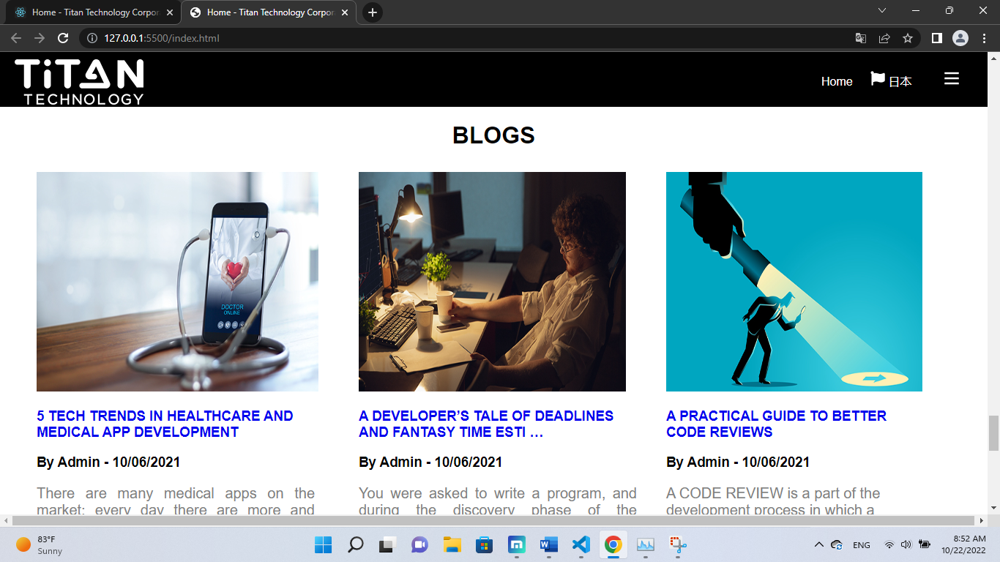 Home - Titan Technology Corpor
Home - Titan Technology Corpor
127.0.0.1:5500/index.html
TiTAN
TECHNOLOGY
Home
日本
BLOGS
DOCTOR
ONLINE
5 TECH TRENDS IN HEALTHCARE AND
MEDICAL APP DEVELOPMENT
By Admin - 10/06/2021
There are many medical apps on the
market; every day there are more and
A DEVELOPER’S TALE OF DEADLINES
AND FANTASY TIME ESTI …
By Admin - 10/06/2021
You were asked to write a program, and
during the discovery phase of the
A PRACTICAL GUIDE TO BETTER
CODE REVIEWS
By Admin - 10/06/2021
A CODE REVIEW is a part of the
development process in which a
83°F
Sunny
ENG
8:52 AM
10/22/2022